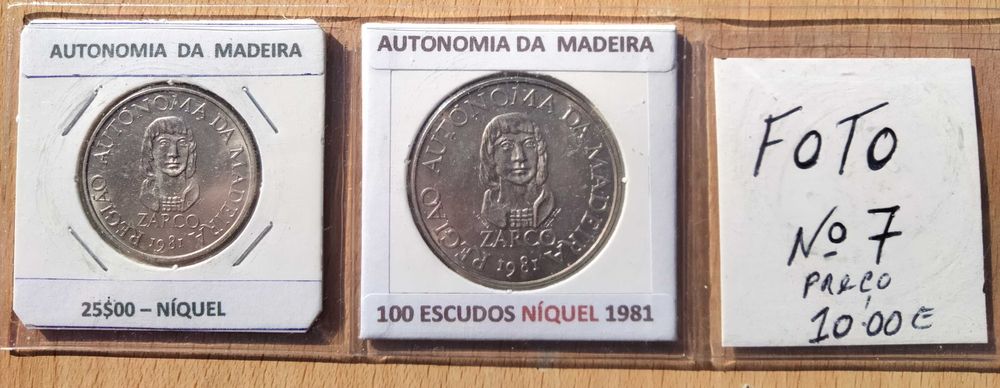 AUTONOMIA DA MADEIRA
REGIÃO AUTÓNOMA DA MADEIRA
ZARCO
1981
25$00 – NÍQUEL
AUTONOMIA DA MADEIRA
REGIÃO AUTÓNOMA DA MADEIRA
ZARCO
1981
100 ESCUDOS NÍQUEL 1981
FOTO
Nº 7
PREÇO
10.00€